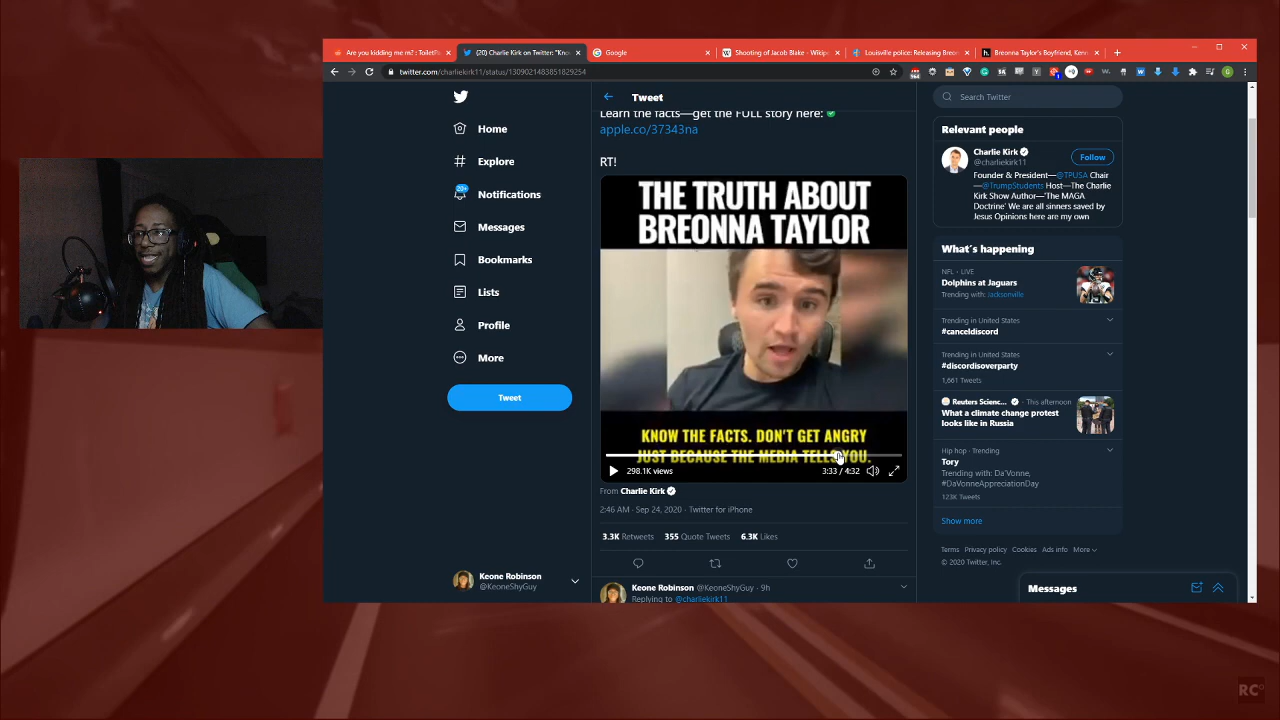 Are you kidding me rn? : ToiletPa
(20) Charlie Kirk on Twitter: "Kno
Google
Shooting of Jacob Blake - Wikip
Louisville police: Releasing Breon
Breonna Taylor's Boyfriend, Kenn
twitter.com/charliekirk11/status/1309021483851829254
Home
Explore
20+
Notifications
Messages
Bookmarks
Lists
Profile
More
Tweet
Keone Robinson
@KeoneShyGuy
Tweet
Learn the facts—get the FULL story here:
apple.co/37343na
RT!
THE TRUTH ABOUT
BREONNA TAYLOR
KNOW THE FACTS. DON'T GET ANGRY
JUST BECAUSE THE MEDIA TELLS YOU.
298.1K views
3:33 / 4:32
From Charlie Kirk
2:46 AM · Sep 24, 2020 · Twitter for iPhone
3.3K Retweets 355 Quote Tweets 6.3K Likes
Keone Robinson @KeoneShyGuy · 9h
Replying to @charliekirk11
Search Twitter
Relevant people
Charlie Kirk
@charliekirk11
Follow
Founder & President—@TPUSA Chair
—@TrumpStudents Host—The Charlie
Kirk Show Author—'The MAGA
Doctrine' We are all sinners saved by
Jesus Opinions here are my own
What's happening
NFL · LIVE
Dolphins at Jaguars
Trending with: Jacksonville
Trending in United States
#canceldiscord
Trending in United States
#discordisoverparty
1,661 Tweets
Reuters Scienc... · This afternoon
What a climate change protest
looks like in Russia
Hip hop · Trending
Tory
Trending with: Da'Vonne,
#DaVonneAppreciationDay
123K Tweets
Show more
Terms Privacy policy Cookies Ads info More
© 2020 Twitter, Inc.
Messages
RC